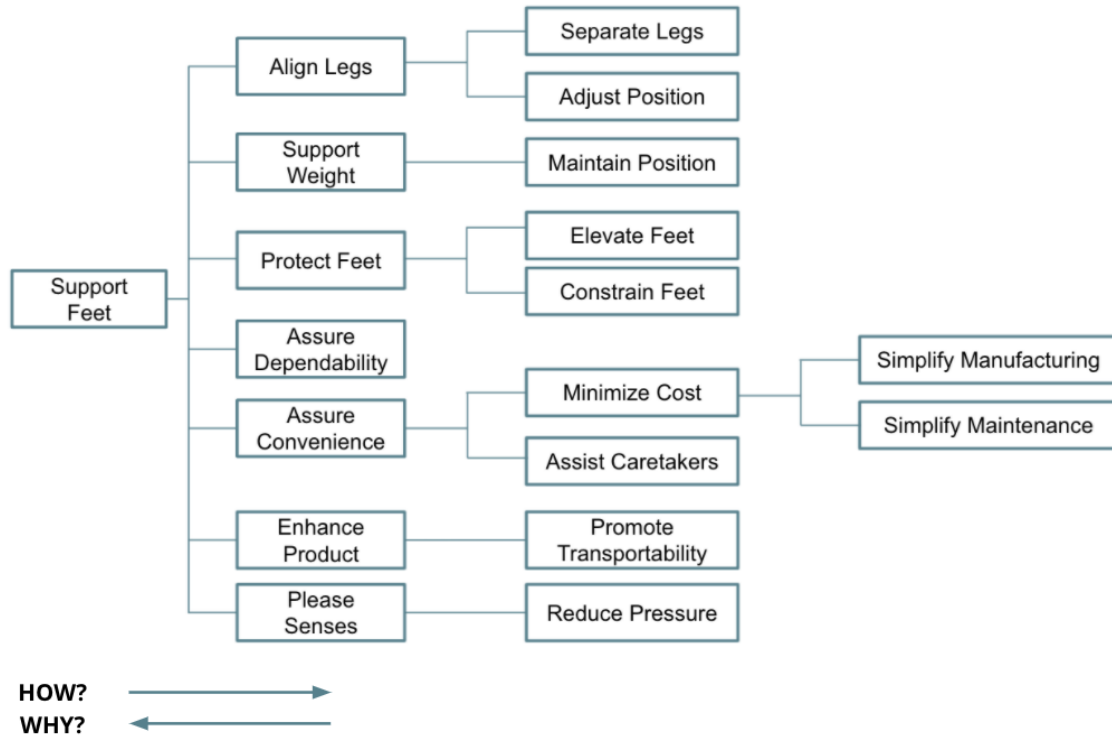 Support
Feet
Align Legs
Separate Legs
Adjust Position
Support
Weight
Maintain Position
Protect Feet
Elevate Feet
Constrain Feet
Assure
Dependability
Assure
Convenience
Minimize Cost
Simplify Manufacturing
Simplify Maintenance
Assist Caretakers
Enhance
Product
Promote
Transportability
Please
Senses
Reduce Pressure
HOW?
WHY?